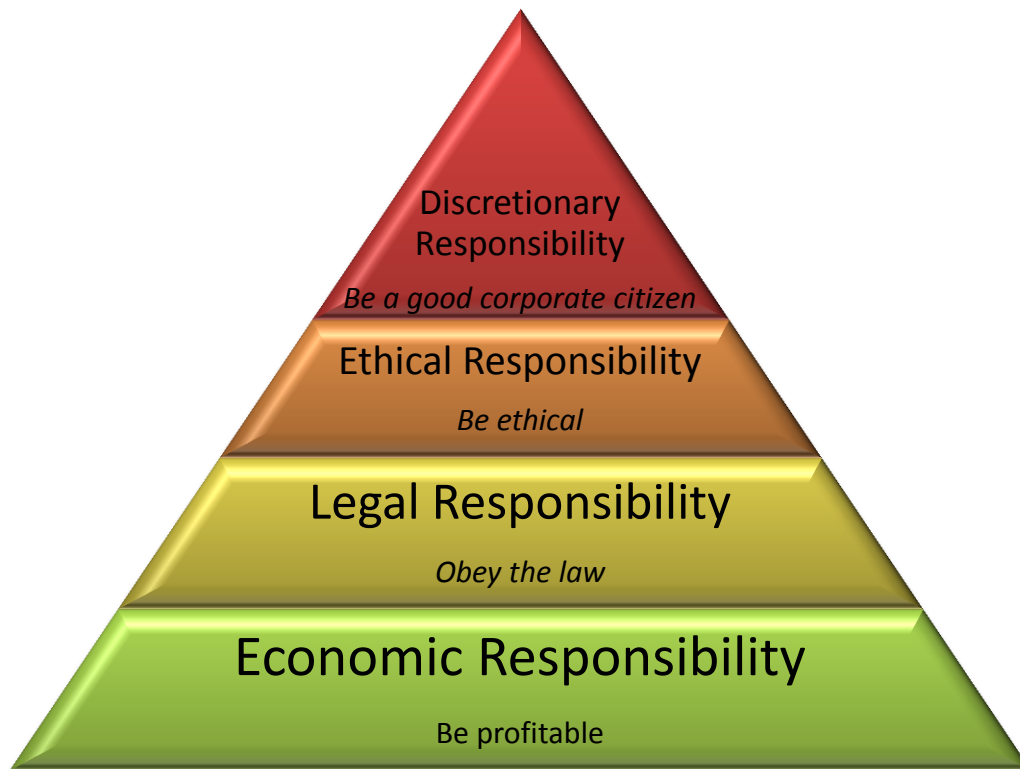 Discretionary
Responsibility
Be a good corporate citizen
Ethical Responsibility
Be ethical
Legal Responsibility
Obey the law
Economic Responsibility
Be profitable